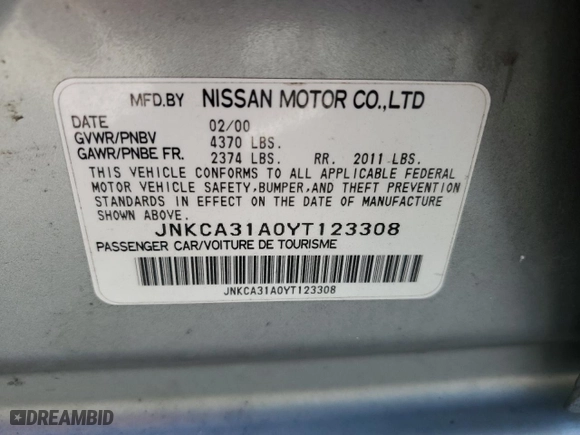 MFD.BY NISSAN MOTOR CO.,LTD
DATE 02/00
GVWR/PNBV 4370 LBS.
GAWR/PNBE FR. 2374 LBS. RR. 2011 LBS.
THIS VEHICLE CONFORMS TO ALL APPLICABLE FEDERAL
MOTOR VEHICLE SAFETY,BUMPER,AND THEFT PREVENTION
STANDARDS IN EFFECT ON THE DATE OF MANUFACTURE
SHOWN ABOVE.
JNKCA31A0YT123308
PASSENGER CAR/VOITURE DE TOURISME
JNKCA31A0YT123308
DREAMBID